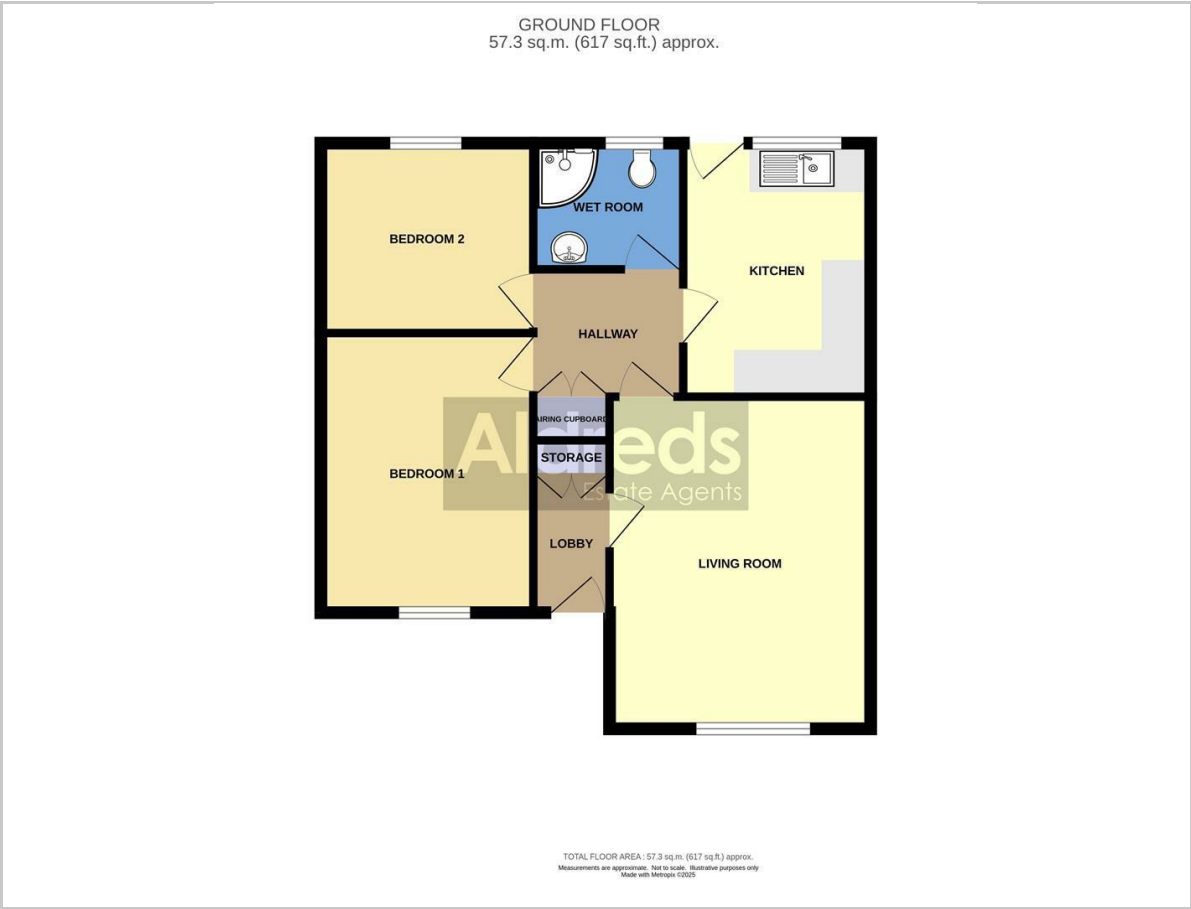 GROUND FLOOR
57.3 sq.m. (617 sq.ft.) approx.
BEDROOM 2
WET ROOM
KITCHEN
HALLWAY
AIRING CUPBOARD
STORAGE
BEDROOM 1
Aldreds
Estate Agents
LOBBY
LIVING ROOM
TOTAL FLOOR AREA : 57.3 sq.m. (617 sq.ft.) approx.
Measurements are approximate. Not to scale. Illustrative purposes only
Made with Metropix ©2025